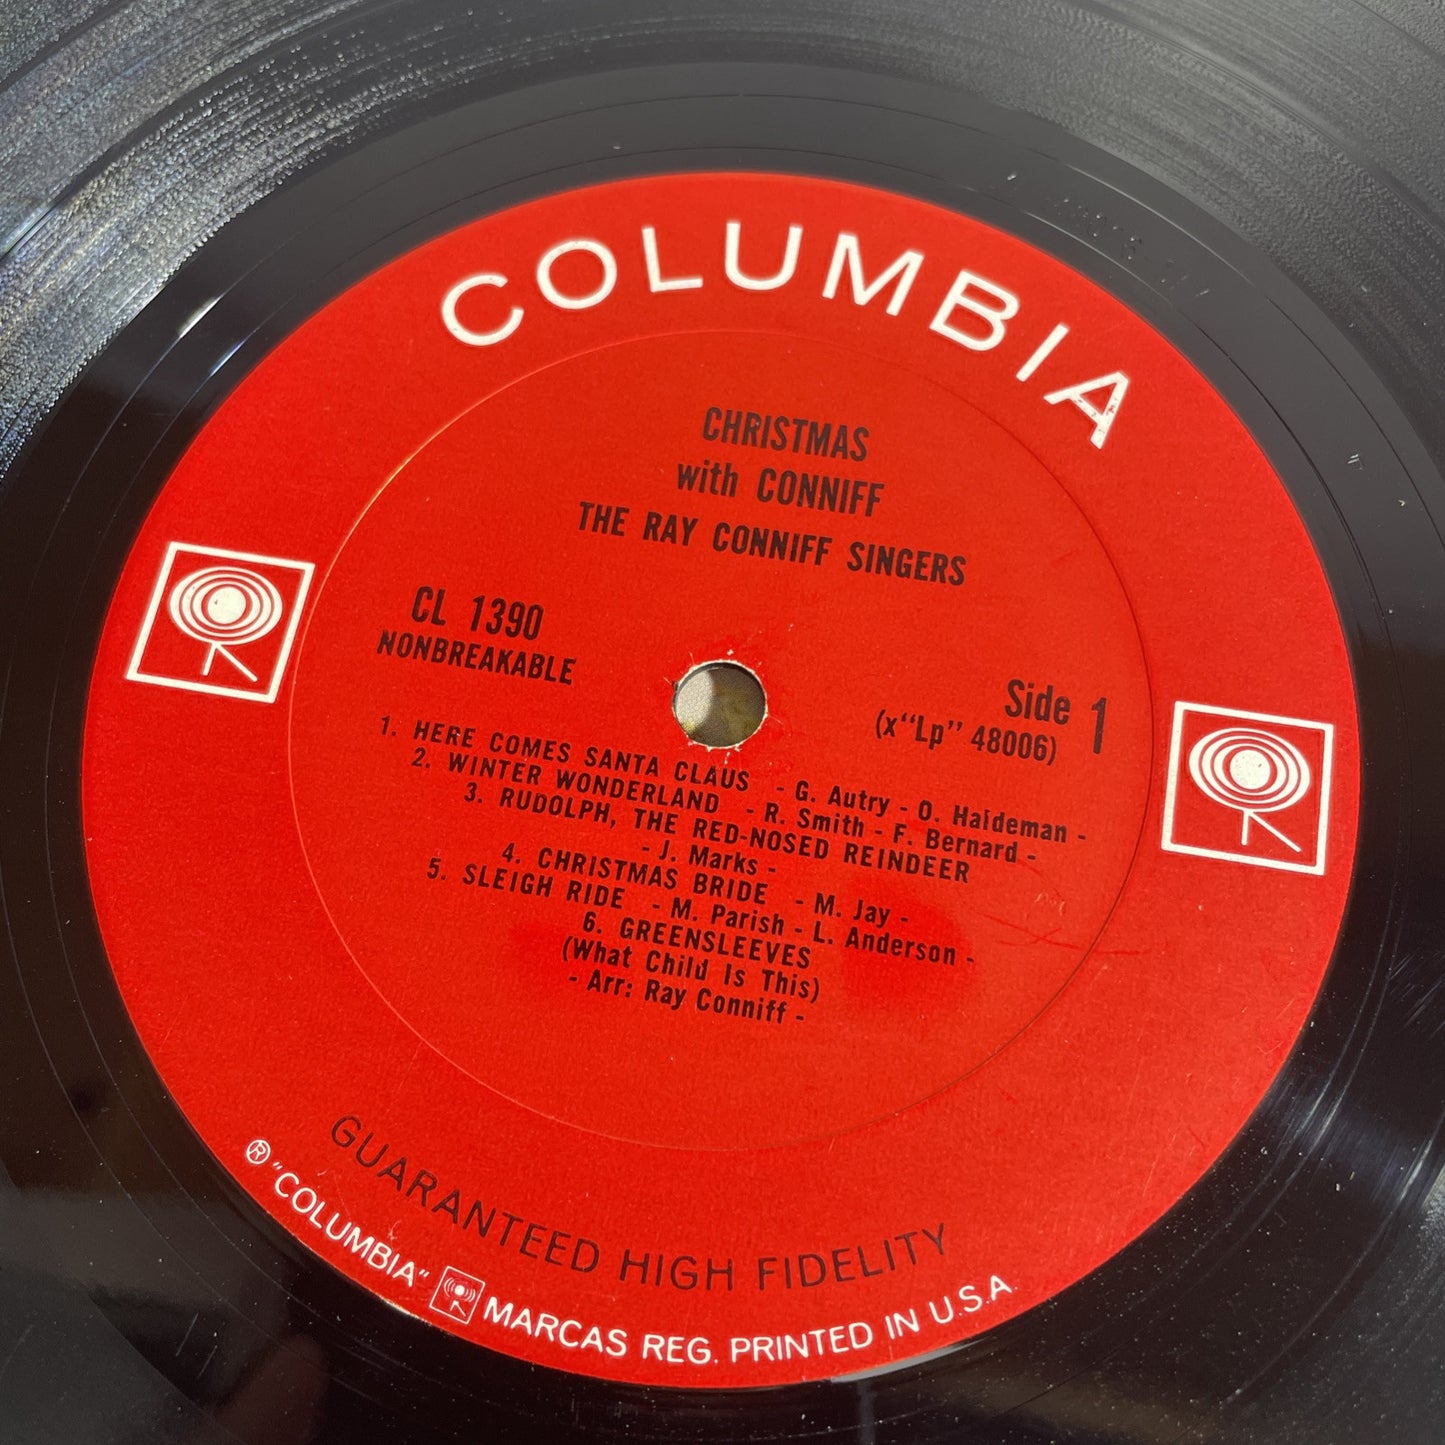 COLUMBIA
CHRISTMAS
with CONNIFF
THE RAY CONNIFF SINGERS
CL 1390
NONBREAKABLE
Side 1
(x"Lp" 48006)
1. HERE COMES SANTA CLAUS - G. Autry - O. Haldeman -
2. WINTER WONDERLAND - R. Smith - F. Bernard -
3. RUDOLPH, THE RED-NOSED REINDEER
- J. Marks -
4. CHRISTMAS BRIDE - M. Jay -
5. SLEIGH RIDE - M. Parish - L. Anderson -
6. GREENSLEEVES
(What Child Is This)
- Arr: Ray Conniff -
GUARANTEED HIGH FIDELITY
® "COLUMBIA" MARCAS REG. PRINTED IN U.S.A.